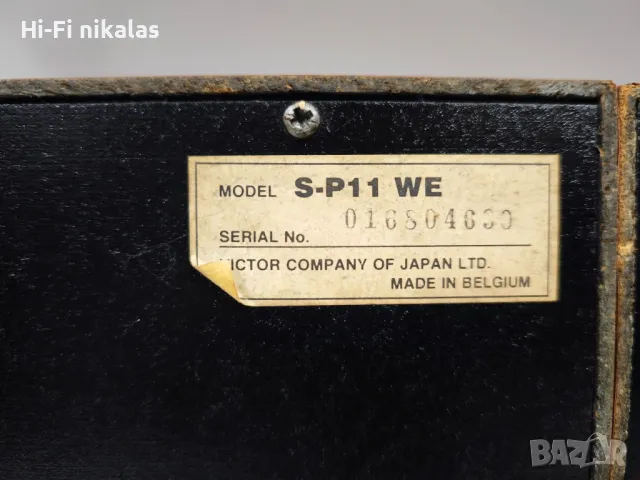 Hi-Fi nikalas
MODEL S-P11 WE
SERIAL No.
VICTOR COMPANY OF JAPAN LTD.
MADE IN BELGIUM
BAZAR